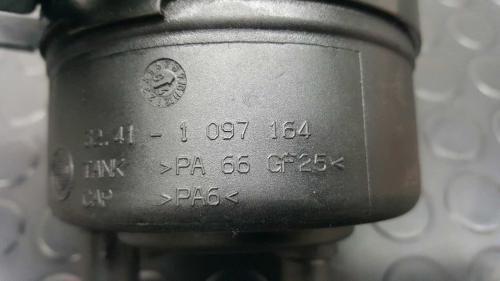 32.41 - 1 097 164
TANK >PA 66 GF25<
CAP >PA6<